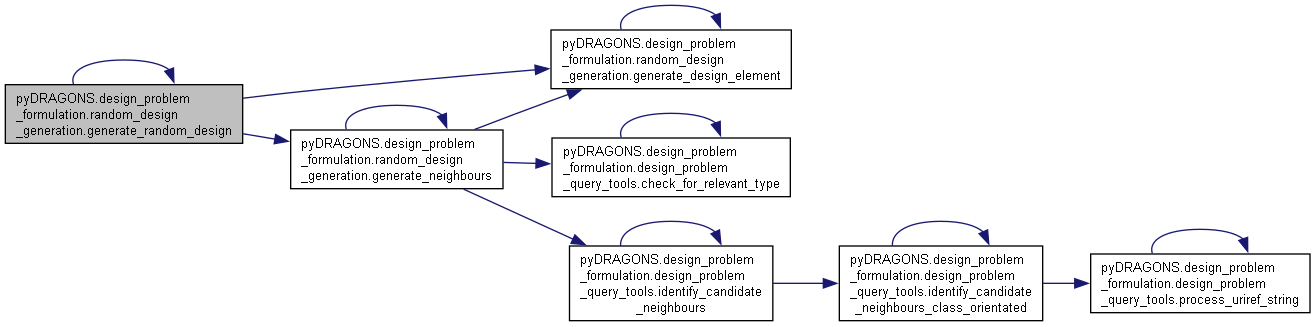 pyDRAGONS.design_problem
_formulation.random_design
_generation.generate_random_design
pyDRAGONS.design_problem
_formulation.random_design
_generation.generate_design_element
pyDRAGONS.design_problem
_formulation.random_design
_generation.generate_neighbours
pyDRAGONS.design_problem
_formulation.design_problem
_query_tools.check_for_relevant_type
pyDRAGONS.design_problem
_formulation.design_problem
_query_tools.identify_candidate
_neighbours
pyDRAGONS.design_problem
_formulation.design_problem
_query_tools.identify_candidate
_neighbours_class_orientated
pyDRAGONS.design_problem
_formulation.design_problem
_query_tools.process_uriref_string